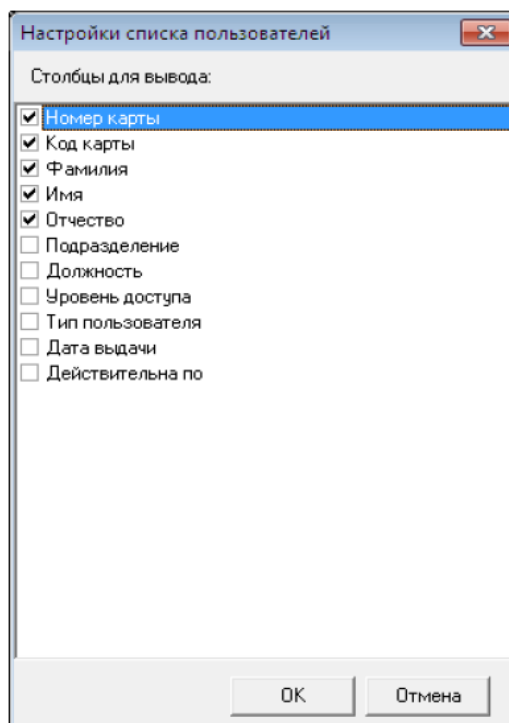 Настройки списка пользователей
Столбцы для вывода:
Номер карты
Код карты
Фамилия
Имя
Отчество
Подразделение
Должность
Уровень доступа
Тип пользователя
Дата выдачи
Действительна по
OK Отмена